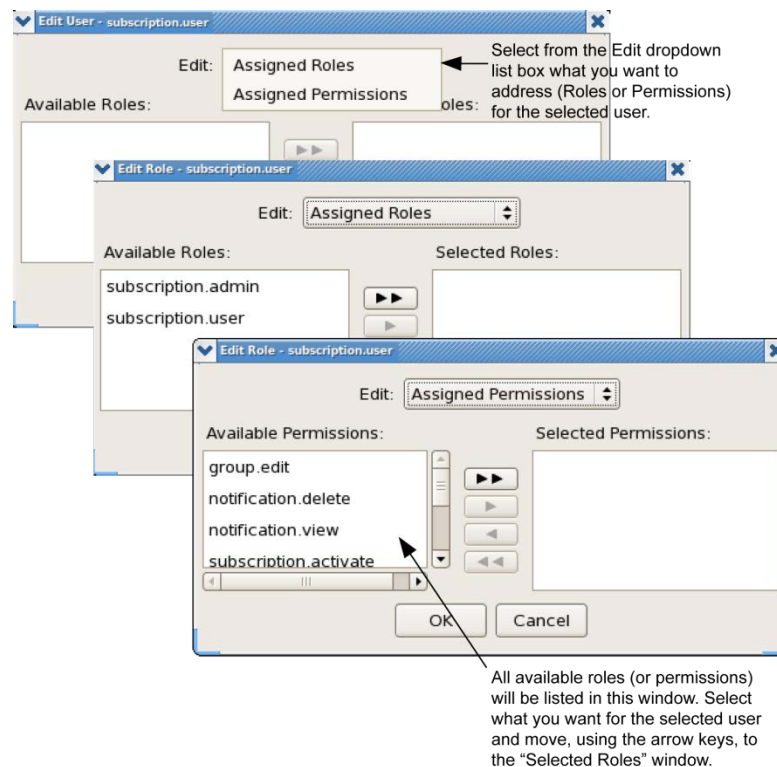 Edit User - subscription.user
Edit:
Assigned Roles
Assigned Permissions
Select from the Edit dropdown
list box what you want to
address (Roles or Permissions)
for the selected user.
Available Roles:
oles:
Edit Role - subscription.user
Edit: Assigned Roles
Available Roles:
Selected Roles:
subscription.admin
subscription.user
Edit Role - subscription.user
Edit: Assigned Permissions
Available Permissions:
Selected Permissions:
group.edit
notification.delete
notification.view
subscription.activate
OK
Cancel
All available roles (or permissions)
will be listed in this window. Select
what you want for the selected user
and move, using the arrow keys, to
the “Selected Roles” window.